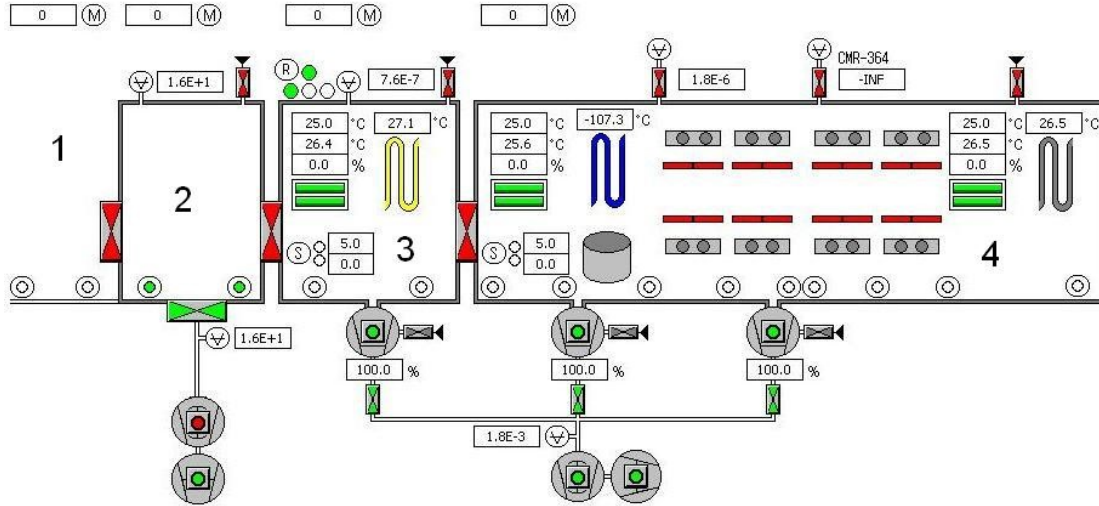 0 M 0 M 0 M 0 M
CMR-364
1.6E+1
R
7.6E-7
1.8E-6
-INF
25.0 °C 27.1 °C
26.4 °C
0.0 %
25.0 °C -107.3 °C
25.6 °C
0.0 %
25.0 °C 26.5 °C
26.5 °C
0.0 %
1
2
3
4
S 5.0
0.0
S 5.0
0.0
1.6E+1
100.0 %
100.0 %
100.0 %
1.8E-3